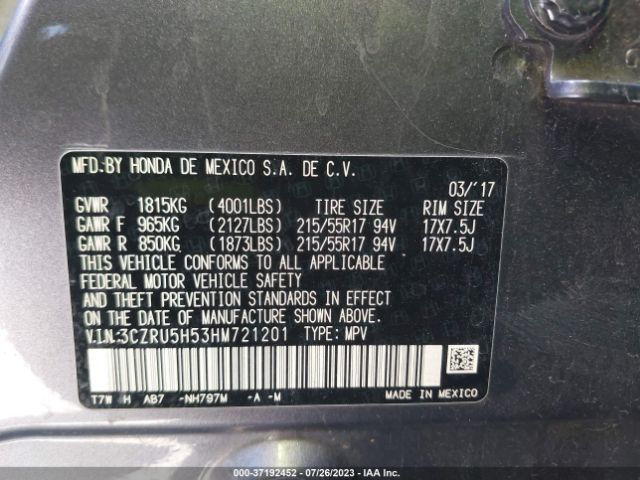 MFD. BY HONDA DE MEXICO S.A. DE C.V.
03/'17
GVWR 1815KG (4001LBS) TIRE SIZE RIM SIZE
GAWR F 965KG (2127LBS) 215/55R17 94V 17X7.5J
GAWR R 850KG (1873LBS) 215/55R17 94V 17X7.5J
THIS VEHICLE CONFORMS TO ALL APPLICABLE
FEDERAL MOTOR VEHICLE SAFETY
AND THEFT PREVENTION STANDARDS IN EFFECT
ON THE DATE OF MANUFACTURE SHOWN ABOVE.
V.I.N:3CZRU5H53HM721201 TYPE: MPV
T7W H AB7 -NH797M -A -M
MADE IN MEXICO
000-37192452 - 07/26/2023 - IAA Inc.